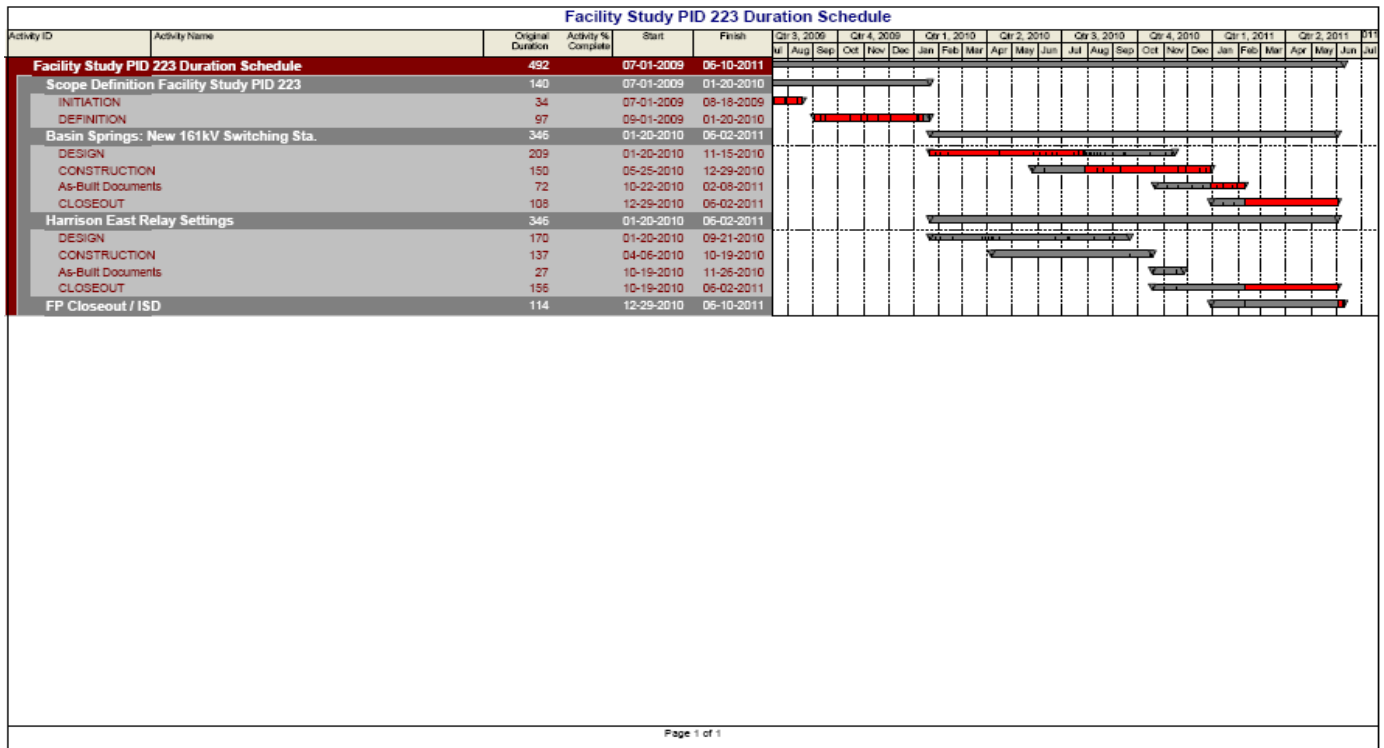 Facility Study PID 223 Duration Schedule
Activity ID Activity Name Original Duration Activity % Complete Start Finish Qtr 3, 2009 Qtr 4, 2009 Qtr 1, 2010 Qtr 2, 2010 Qtr 3, 2010 Qtr 4, 2010 Qtr 1, 2011 Qtr 2, 2011 011
ul Aug Sep Oct Nov Dec Jan Feb Mar Apr May Jun Jul Aug Sep Oct Nov Dec Jan Feb Mar Apr May Jun Jul
Facility Study PID 223 Duration Schedule 492 07-01-2009 06-10-2011
Scope Definition Facility Study PID 223 140 07-01-2009 01-20-2010
INITIATION 34 07-01-2009 08-18-2009
DEFINITION 97 09-01-2009 01-20-2010
Basin Springs: New 161kV Switching Sta. 346 01-20-2010 06-02-2011
DESIGN 209 01-20-2010 11-15-2010
CONSTRUCTION 150 05-25-2010 12-29-2010
As-Built Documents 72 10-22-2010 02-08-2011
CLOSEOUT 108 12-29-2010 06-02-2011
Harrison East Relay Settings 346 01-20-2010 06-02-2011
DESIGN 170 01-20-2010 09-21-2010
CONSTRUCTION 137 04-06-2010 10-19-2010
As-Built Documents 27 10-19-2010 11-26-2010
CLOSEOUT 156 10-19-2010 06-02-2011
FP Closeout / ISD 114 12-29-2010 06-10-2011
Page 1 of 1